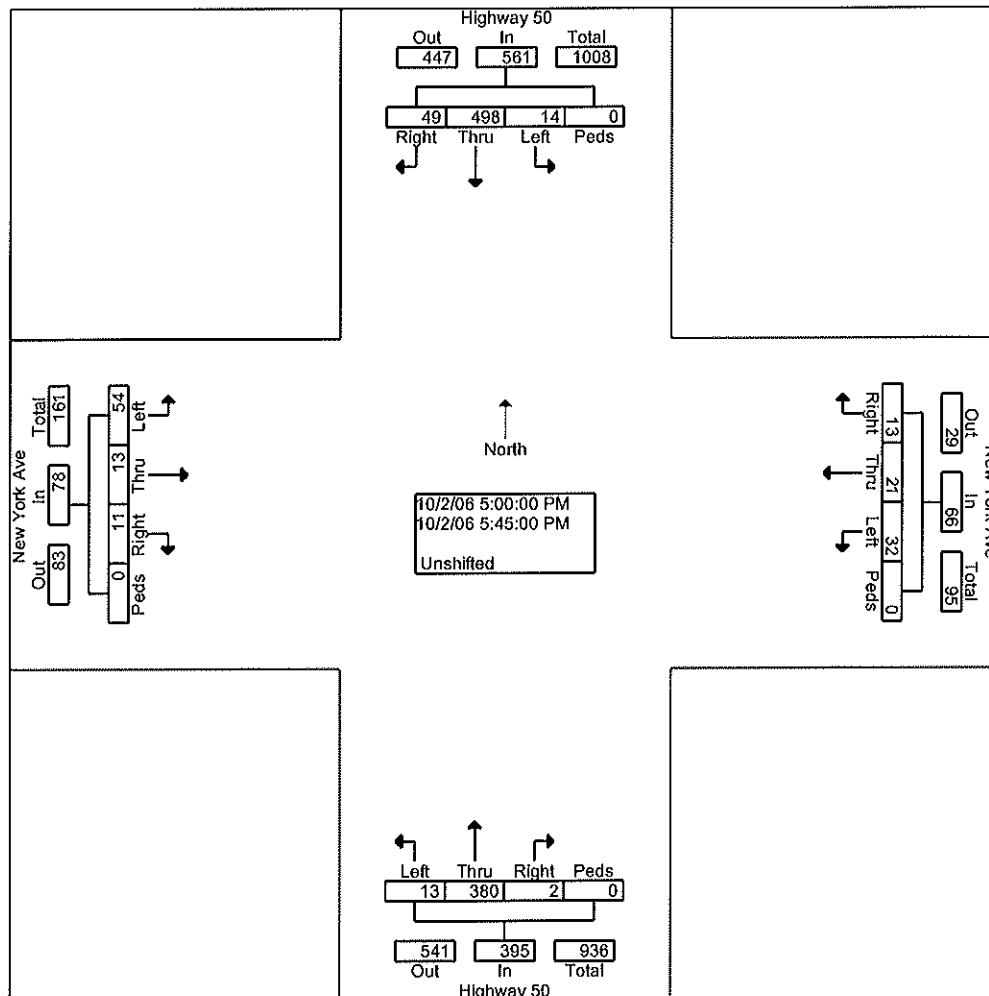 Highway 50
Out In Total
447 561 1008
49 498 14 0
Right Thru Left Peds
New York Ave
Total In Out
161 78 83
54 13 11 0
Left Thru Right Peds
North
10/2/06 5:00:00 PM
10/2/06 5:45:00 PM
Unshifted
Right Thru Left Peds
13 21 32 0
29 66 95
Out In Total
New York Ave
Left Thru Right Peds
13 380 2 0
541 395 936
Out In Total
Highway 50